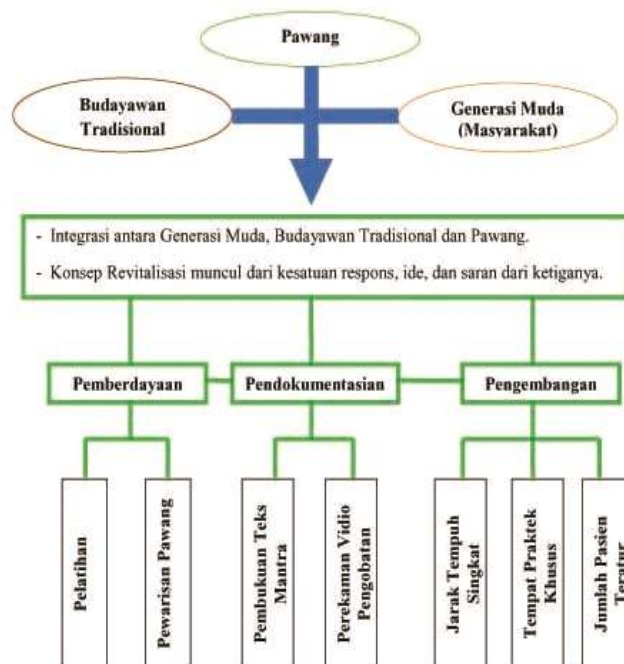 Pawang
Budayawan
Tradisional
Generasi Muda
(Masyarakat)
- Integrasi antara Generasi Muda, Budayawan Tradisional dan Pawang.
- Konsep Revitalisasi muncul dari kesatuan respons, ide, dan saran dari ketiganya.
Pemberdayaan
Pendokumentasian
Pengembangan
Pelatihan
Pewarisan Pawang
Pembukuan Teks
Mantra
Perekaman Vidio
Pengobatan
Jarak Tempuh
Singkat
Tempat Praktek
Khusus
Jumlah Pasien
Teratur